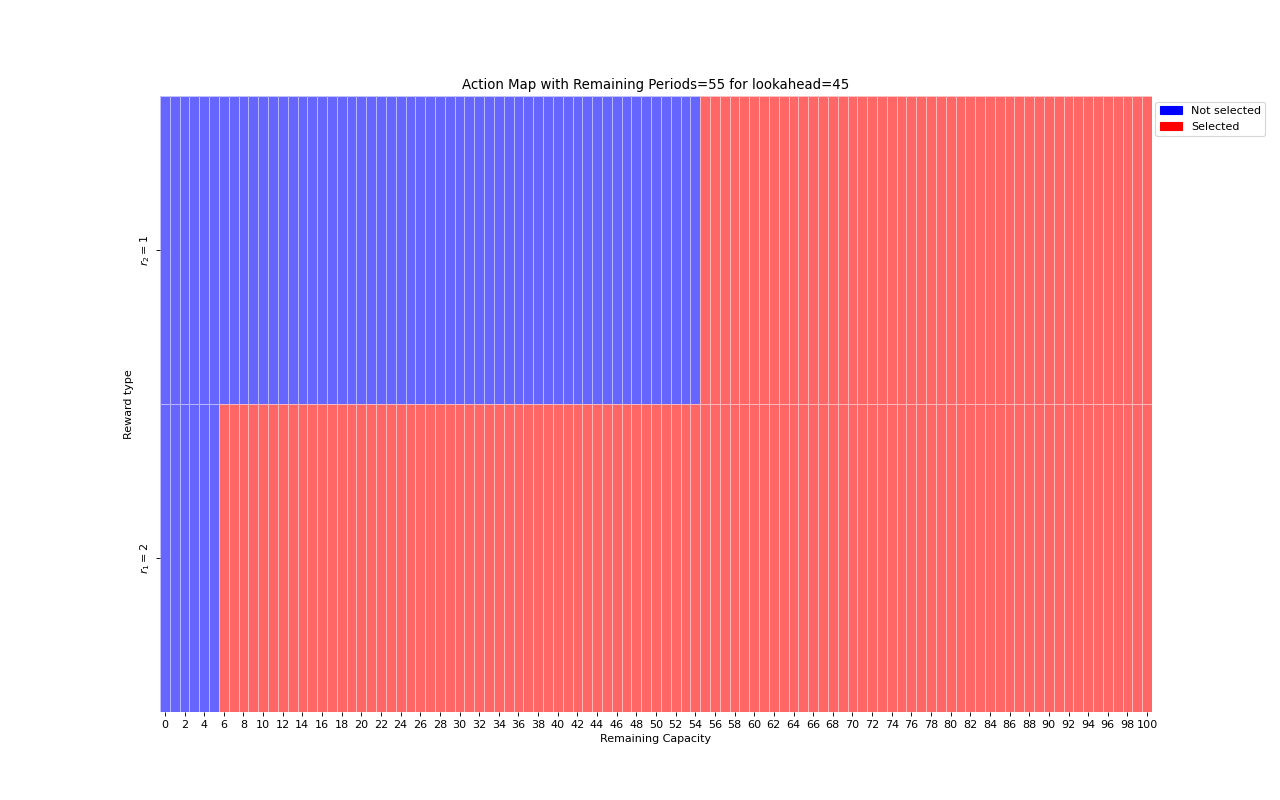 Action Map with Remaining Periods=55 for lookahead=45
Not selected
Selected
r₂ = 1
r₁ = 2
Reward type
0 2 4 6 8 10 12 14 16 18 20 22 24 26 28 30 32 34 36 38 40 42 44 46 48 50 52 54 56 58 60 62 64 66 68 70 72 74 76 78 80 82 84 86 88 90 92 94 96 98 100
Remaining Capacity